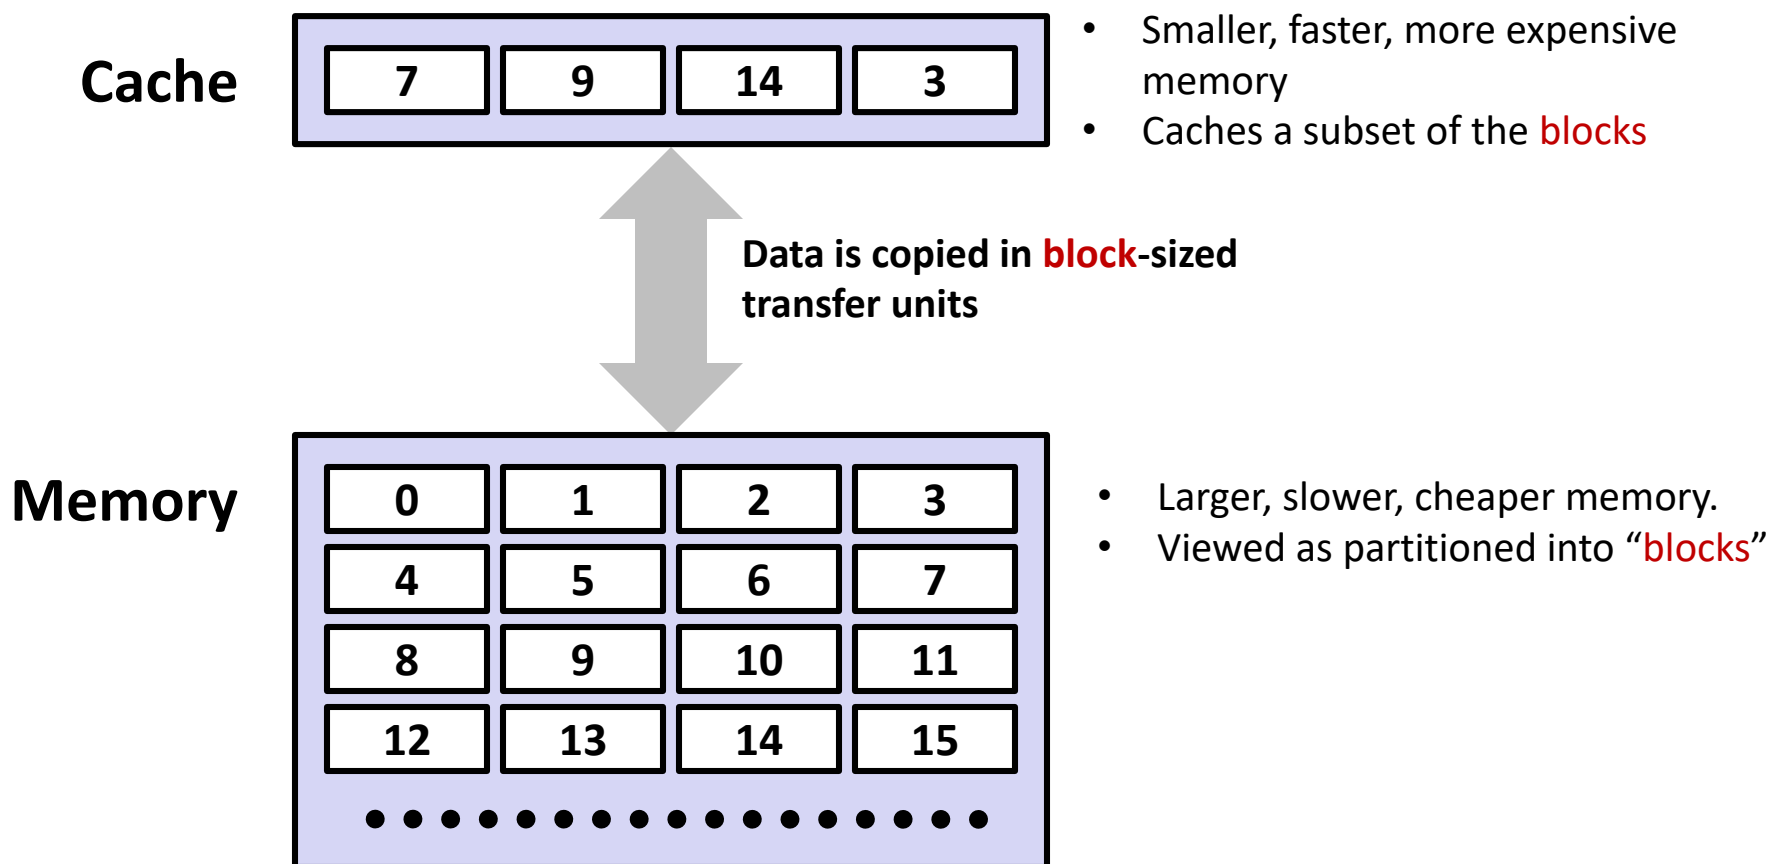 Cache
7 9 14 3
• Smaller, faster, more expensive
memory
• Caches a subset of the blocks
Data is copied in block-sized
transfer units
Memory
0 1 2 3
4 5 6 7
8 9 10 11
12 13 14 15
• Larger, slower, cheaper memory.
• Viewed as partitioned into “blocks”